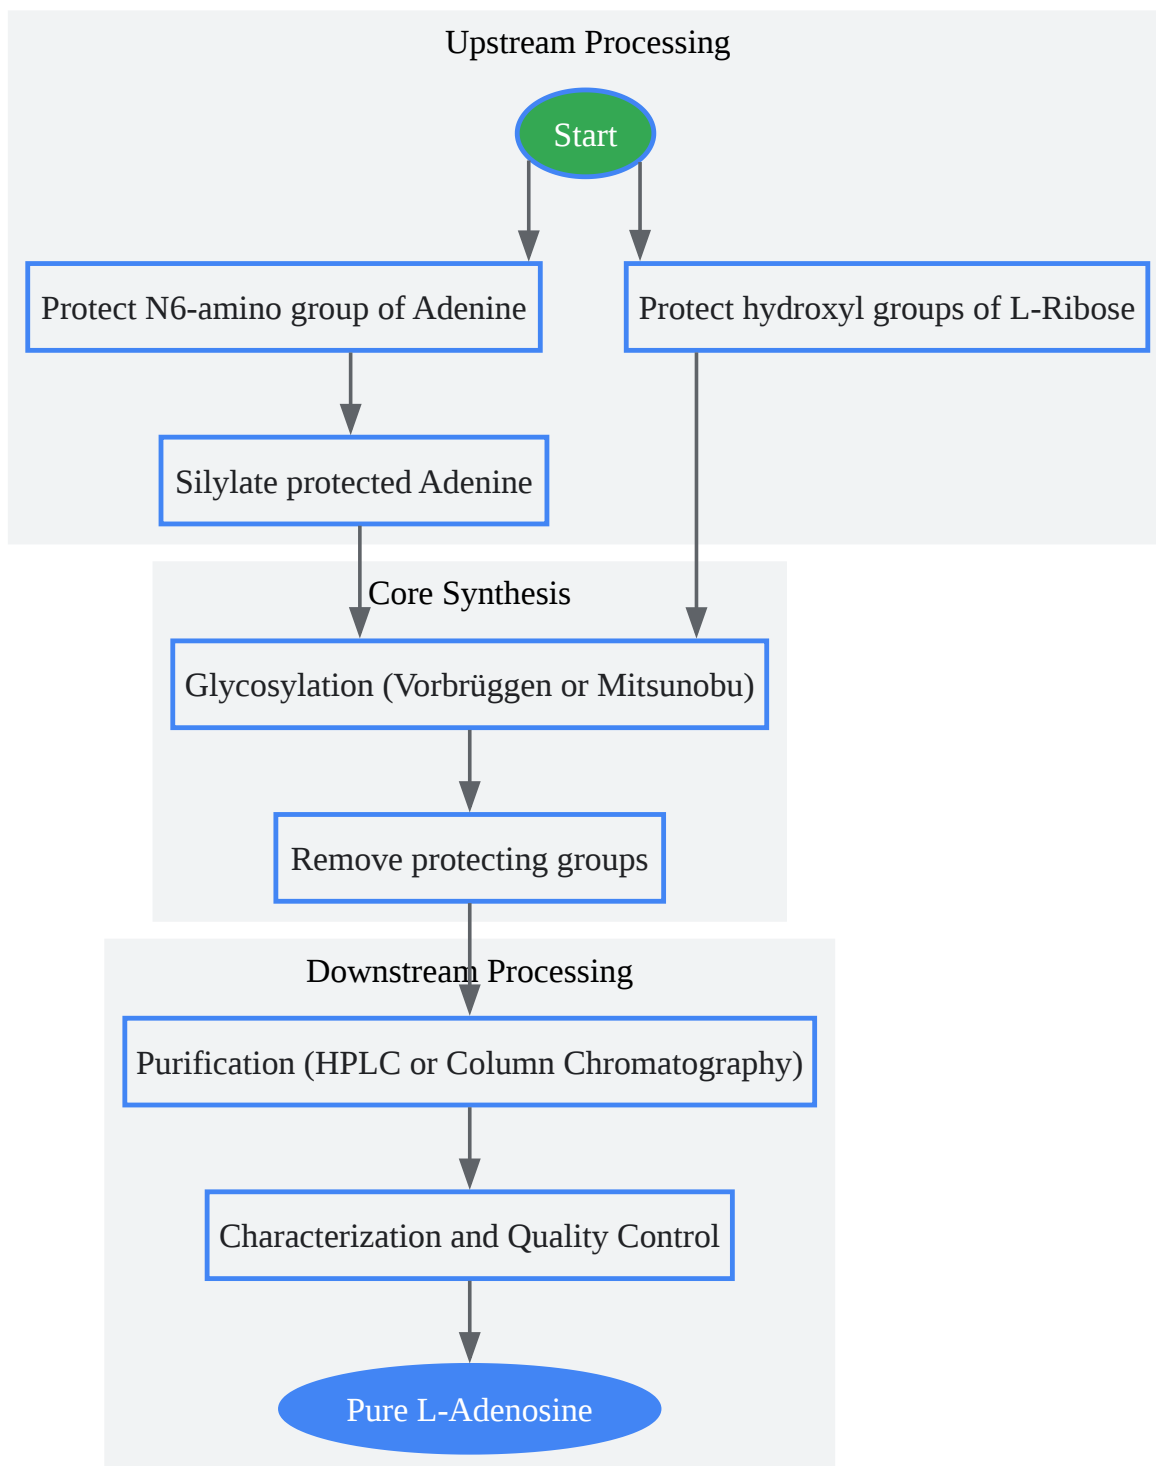 Upstream Processing
Start
Protect N6-amino group of Adenine
Protect hydroxyl groups of L-Ribose
Silylate protected Adenine
Core Synthesis
Glycosylation (Vorbrüggen or Mitsunobu)
Remove protecting groups
Downstream Processing
Purification (HPLC or Column Chromatography)
Characterization and Quality Control
Pure L-Adenosine